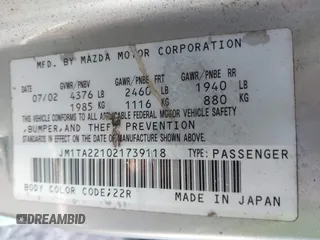 MFD. BY MAZDA MOTOR CORPORATION
GVWR/PNBV GAWR/PNBE FRT GAWR/PNBE RR
07/02 4376 LB 2460 LB 1940 LB
1985 KG 1116 KG 880 KG
THIS VEHICLE CONFORMS TO ALL APPLICABLE FEDERAL MOTOR VEHICLE SAFETY,
BUMPER, AND THEFT PREVENTION
STANDARDS IN EFFECT ON THE DATE OF MANUFACTURE SHOWN ABOVE.
JM1TA221021739118 TYPE: PASSENGER
BODY COLOR CODE; 22R MADE IN JAPAN
DIDUMBID.COM